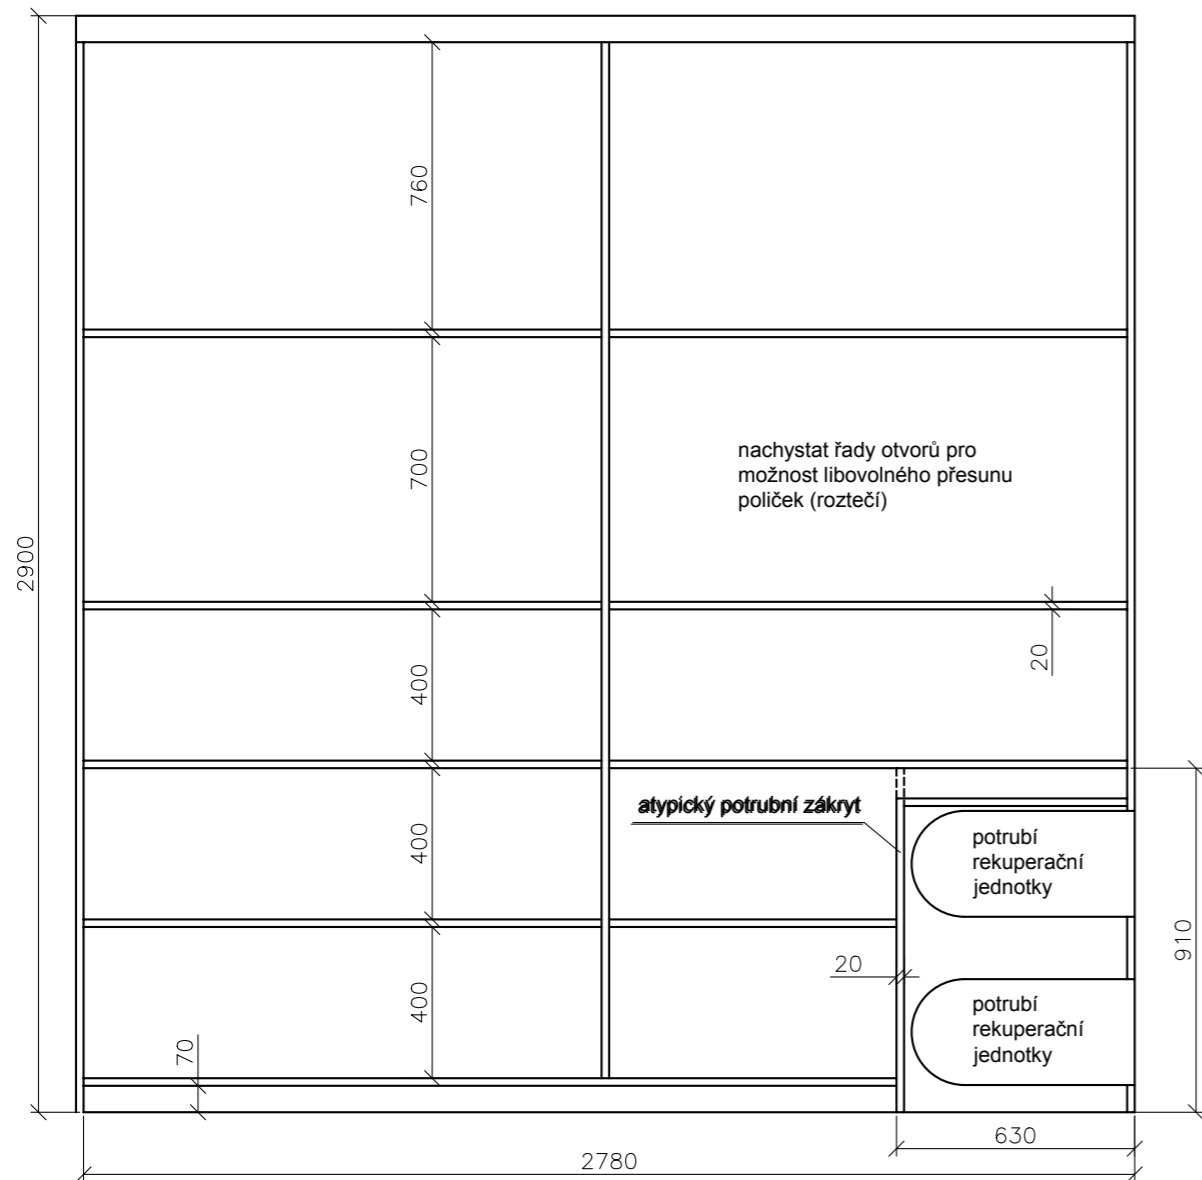 760
700
nachystat řady otvorů pro
možnost libovolného přesunu
poliček (roztečí)
2900
20
400
atypický potrubní zákryt
400
potrubí
rekuperační
jednotky
910
20
400
potrubí
rekuperační
jednotky
70
630
2780